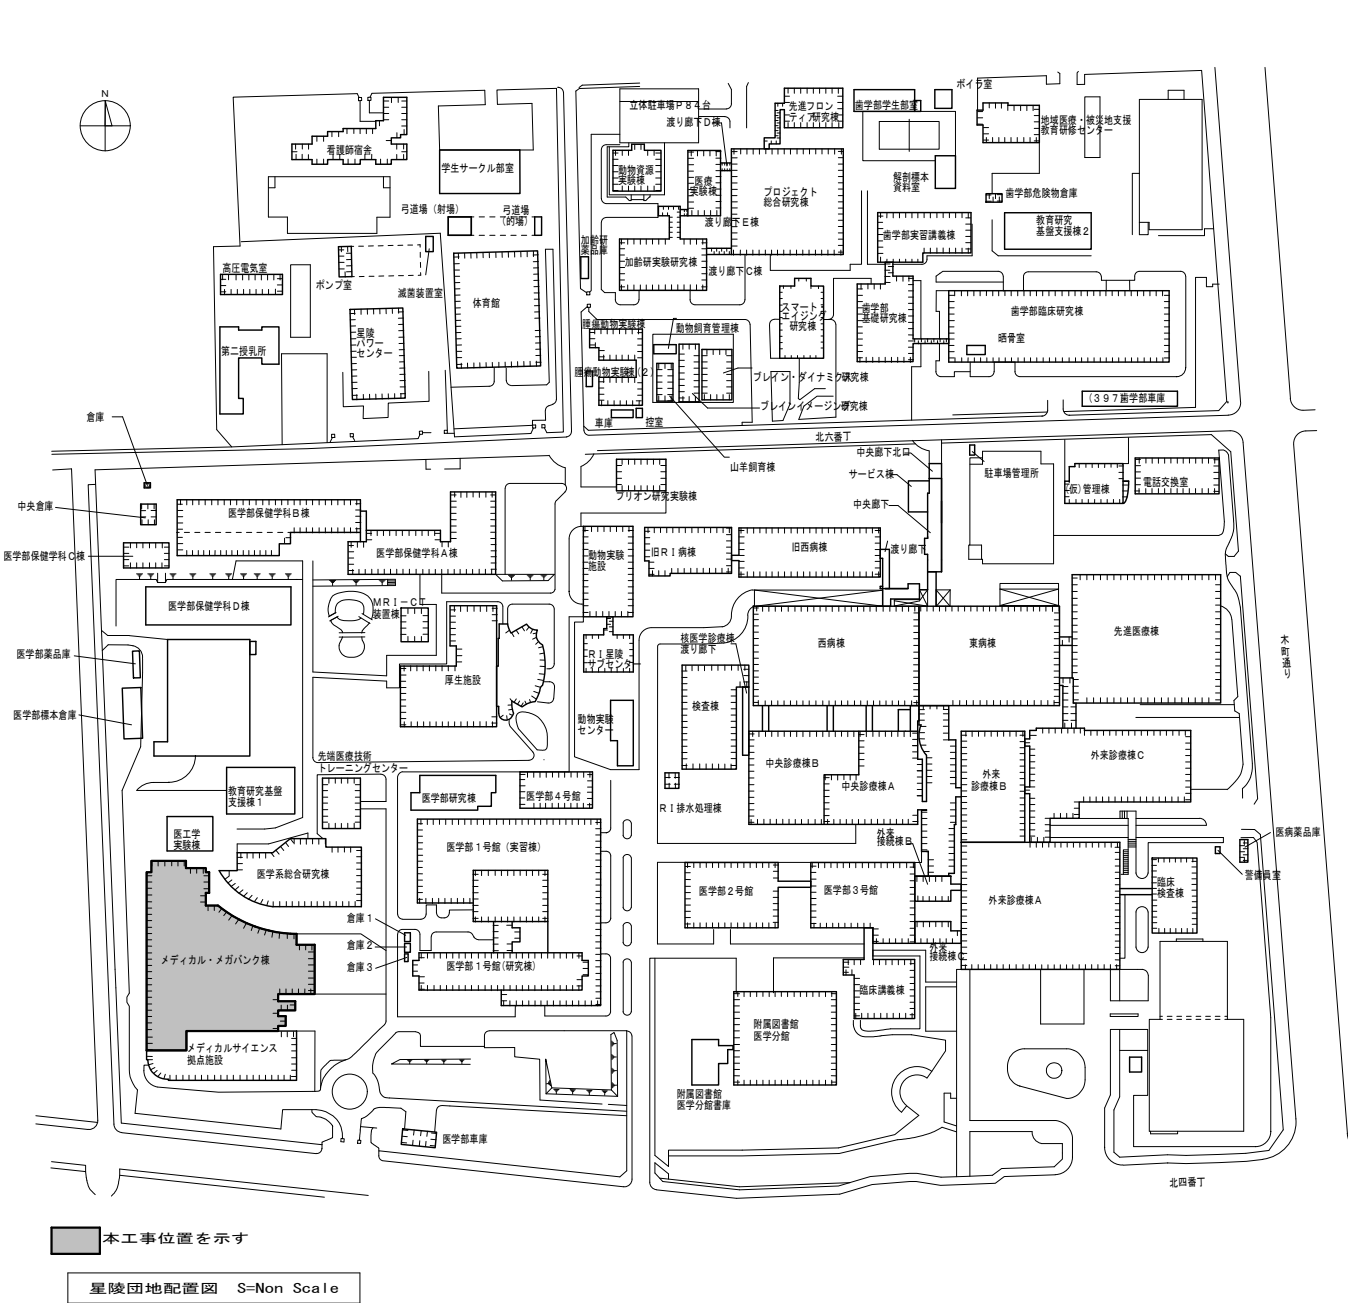 N
ボイラ室
立体駐車場P84台
先進フロン
ティア研究棟
歯学部学生部室
渡り廊下D棟
地域医療・被災地支援
教育研修センター
看護師宿舎
学生サークル部室
動物資源
実験棟
医療
実験棟
プロジェクト
総合研究棟
解剖標本
資料室
歯学部危険物倉庫
弓道場(射場)
弓道場
(的場)
渡り廊下E棟
教育研究
基盤支援棟2
歯学部実習講義棟
加齢研
薬品庫
加齢研実験研究棟
渡り廊下C棟
高圧電気室
ポンプ室
滅菌装置室
体育館
スマート・
エイジング
研究棟
歯学部
基礎研究棟
歯学部臨床研究棟
晒骨室
腫瘍動物実験棟
動物飼育管理棟
星陵
パワー
センター
第二授乳所
腫瘍動物実験棟(2)
ブレイン・ダイナミクス研究棟
ブレインイメージング研究棟
(397歯学部車庫
車庫
控室
倉庫
北六番丁
中央廊下北口
山羊飼育棟
サービス棟
駐車場管理所
(仮)管理棟
電話交換室
プリオン研究実験棟
中央倉庫
中央廊下
医学部保健学科B棟
医学部保健学科C棟
医学部保健学科A棟
動物実験
施設
旧RI病棟
旧西病棟
渡り廊下
医学部保健学科D棟
MRI-CT
装置棟
核医学診療棟
渡り廊下
西病棟
東病棟
先進医療棟
木町通り
医学部薬品庫
RI星陵
サブセンター
厚生施設
検査棟
医学部標本倉庫
動物実験
センター
先端医療技術
トレーニングセンター
中央診療棟B
中央診療棟A
外来
診療棟B
外来診療棟C
教育研究基盤
支援棟1
医学部研究棟
医学部4号館
RI排水処理棟
医工学
実験棟
外来
接続棟B
医病薬品庫
医学部1号館(実習棟)
警備員室
医学系総合研究棟
医学部2号館
医学部3号館
外来診療棟A
臨床
検査棟
倉庫1
倉庫2
倉庫3
メディカル・メガバンク棟
医学部1号館(研究棟)
外来
接続棟C
臨床講義棟
附属図書館
医学分館
メディカルサイエンス
拠点施設
附属図書館
医学分館書庫
医学部車庫
北四番丁
本工事位置を示す
星陵団地配置図 S=Non Scale